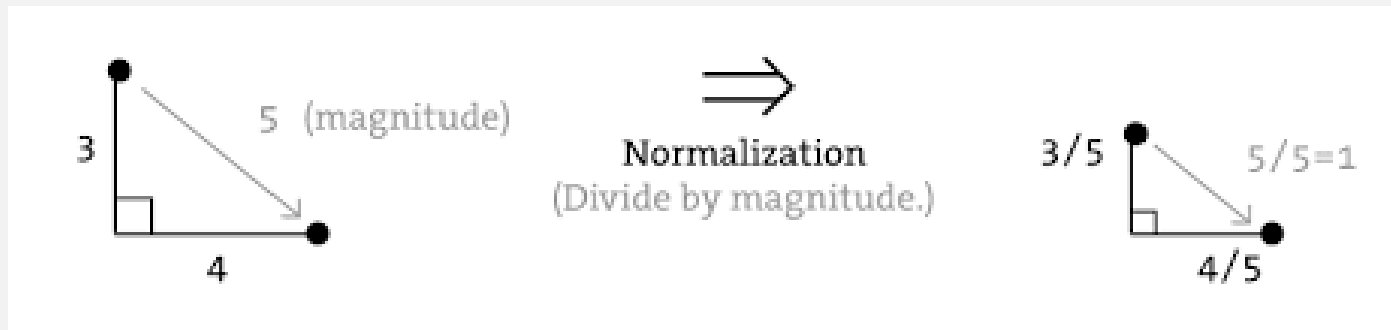 3
5 (magnitude)
4
Normalization
(Divide by magnitude.)
3/5
5/5=1
4/5